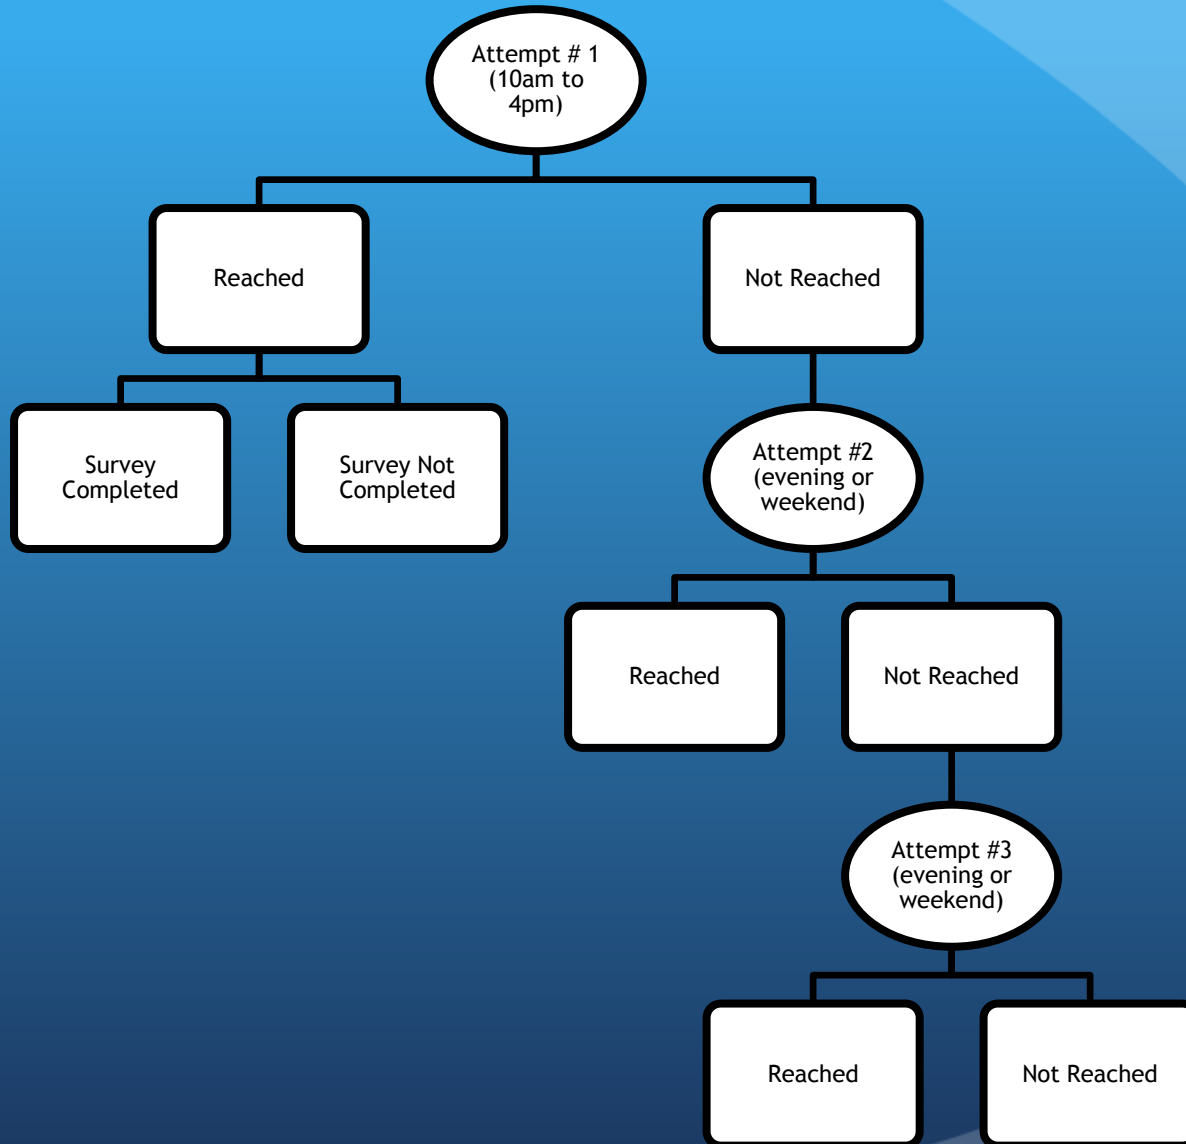 Attempt # 1
(10am to
4pm)
Reached
Not Reached
Survey
Completed
Survey Not
Completed
Attempt #2
(evening or
weekend)
Reached
Not Reached
Attempt #3
(evening or
weekend)
Reached
Not Reached